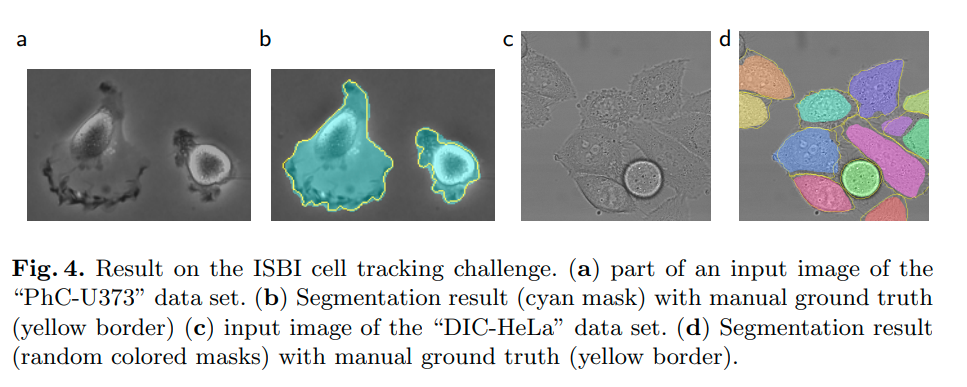 a
b
c
d
Fig. 4. Result on the ISBI cell tracking challenge. (a) part of an input image of the
“PhC-U373” data set. (b) Segmentation result (cyan mask) with manual ground truth
(yellow border) (c) input image of the “DIC-HeLa” data set. (d) Segmentation result
(random colored masks) with manual ground truth (yellow border).